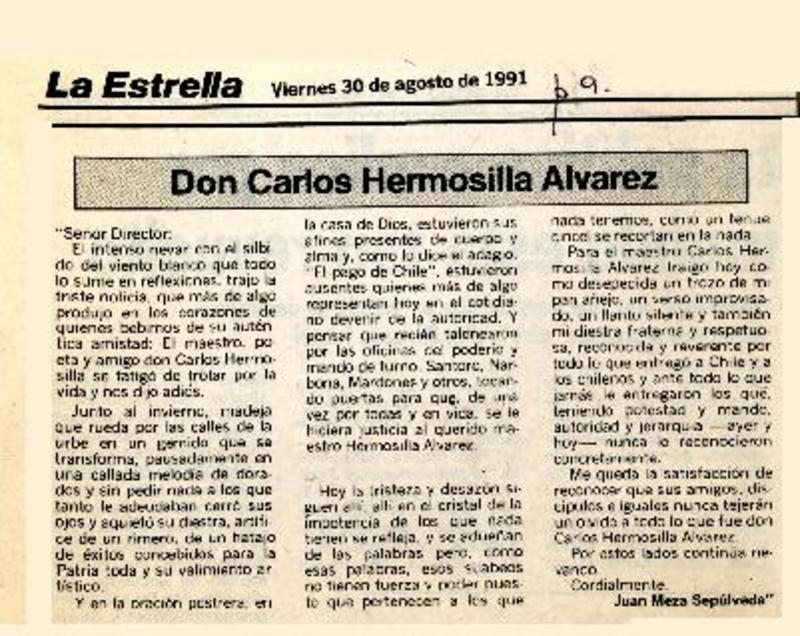 La Estrella Viernes 30 de agosto de 1991 p 9.
Don Carlos Hermosilla Alvarez
"Señor Director:
El intenso nevar con el silbi-
do del viento blanco que todo
lo sume en reflexiones, trajo la
triste noticia, que más de algo
produjo en los corazones de
quienes bebimos de su autén-
tica amistad: El maestro, po-
eta y amigo don Carlos Hermo-
silla se fatigó de trotar por la
vida y nos dijo adiós.
Junto al invierno, madeja
que rueda por las calles de la
urbe en un gemido que se
transforma, pausadamente en
una callada melodía de dora-
dos y sin pedir nada a los que
tanto le adeudaban cerró sus
ojos y aquietó su diestra, artífi-
ce de un rimero, de un hatajo
de éxitos concebidos para la
Patria toda y su valimiento ar
tístico.
Y en la oración postrera, en
la casa de Dios, estuvieron sus
afines presentes de cuerpo y
alma y, como lo dice el adagio,
"El pago de Chile", estuvieron
ausentes quienes más de algo
representan hoy en el cotidia-
no devenir de la autoridad. Y
pensar que recién talonearon
por las oficinas del poderío y
mando de turno, Santoro, Nar-
bona, Mardones y otros, tocan-
do puertas para que, de una
vez por todas y en vida, se le
hiciera justicia al querido ma-
estro Hermosilla Alvarez.
Hoy la tristeza y desazón si-
guen allí, allí en el cristal de la
impotencia de los que nada
tienen se refleja, y se adueñan
de las palabras pero, como
esas palabras, esos
no tienen fuerza y poder pues-
to que pertenecen a los que
nada tenemos, como un tenue
cincel se recortan en la nada.
Para el maestro Carlos Her-
mosilla Alvarez traigo hoy co-
mo despedida un trozo de mi
pan añejo, un verso improvisa-
do, un llanto silente y también
mi diestra fraterna y respetuo-
sa, reconocida y reverente por
todo lo que entregó a Chile y a
los chilenos y ante todo lo que
jamás le entregaron los que,
teniendo potestad y mando,
autoridad y jerarquía —ayer y
hoy— nunca lo reconocieron
concretamente.
Me queda la satisfacción de
reconocer que sus amigos, dis-
cípulos e iguales nunca tejerán
un olvido a todo lo que fue don
Carlos Hermosilla Alvarez.
Por estos lados continúa ne-
vando.
Cordialmente.
Juan Meza Sepúlveda"